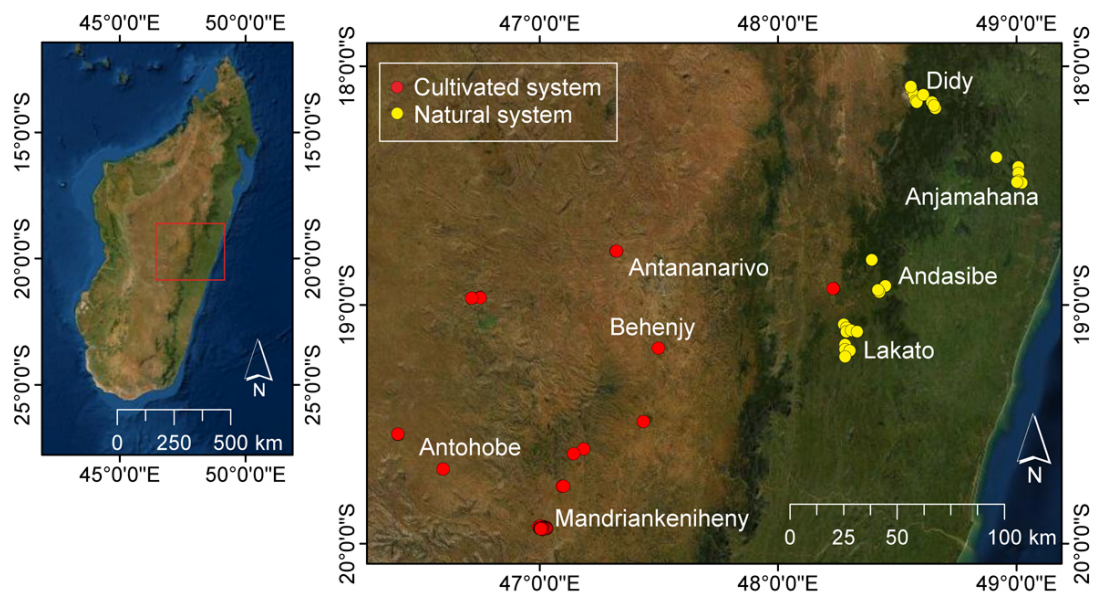 45°0'0"E 50°0'0"E
15°0'0"S
20°0'0"S
25°0'0"S
15°0'0"S
20°0'0"S
25°0'0"S
N
0 250 500 km
45°0'0"E 50°0'0"E
47°0'0"E 48°0'0"E 49°0'0"E
18°0'0"S
19°0'0"S
20°0'0"S
18°0'0"S
19°0'0"S
20°0'0"S
Cultivated system
Natural system
Didy
Anjamahana
Antananarivo
Andasibe
Behenjy
Lakato
Antohobe
Mandriankeniheny
N
0 25 50 100 km
47°0'0"E 48°0'0"E 49°0'0"E